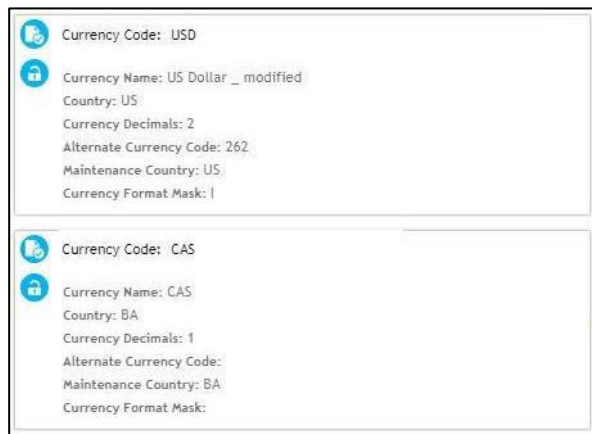 Currency Code: USD
Currency Name: US Dollar _ modified
Country: US
Currency Decimals: 2
Alternate Currency Code: 262
Maintenance Country: US
Currency Format Mask: I
Currency Code: CAS
Currency Name: CAS
Country: BA
Currency Decimals: 1
Alternate Currency Code:
Maintenance Country: BA
Currency Format Mask: